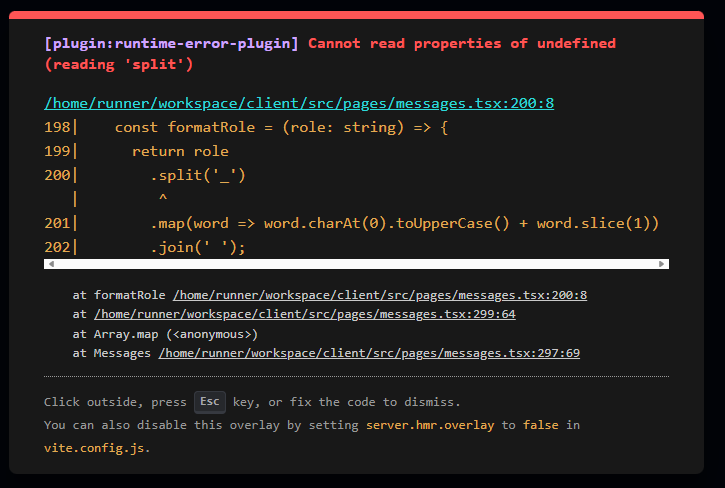 [plugin:runtime-error-plugin] Cannot read properties of undefined
(reading 'split')
/home/runner/workspace/client/src/pages/messages.tsx:200:8
198|    const formatRole = (role: string) => {
199|      return role
200|        .split('_')
   |         ^
201|        .map(word => word.charAt(0).toUpperCase() + word.slice(1))
202|        .join(' ');
at formatRole /home/runner/workspace/client/src/pages/messages.tsx:200:8
at /home/runner/workspace/client/src/pages/messages.tsx:299:64
at Array.map (<anonymous>)
at Messages /home/runner/workspace/client/src/pages/messages.tsx:297:69
Click outside, press Esc key, or fix the code to dismiss.
You can also disable this overlay by setting server.hmr.overlay to false in
vite.config.js.